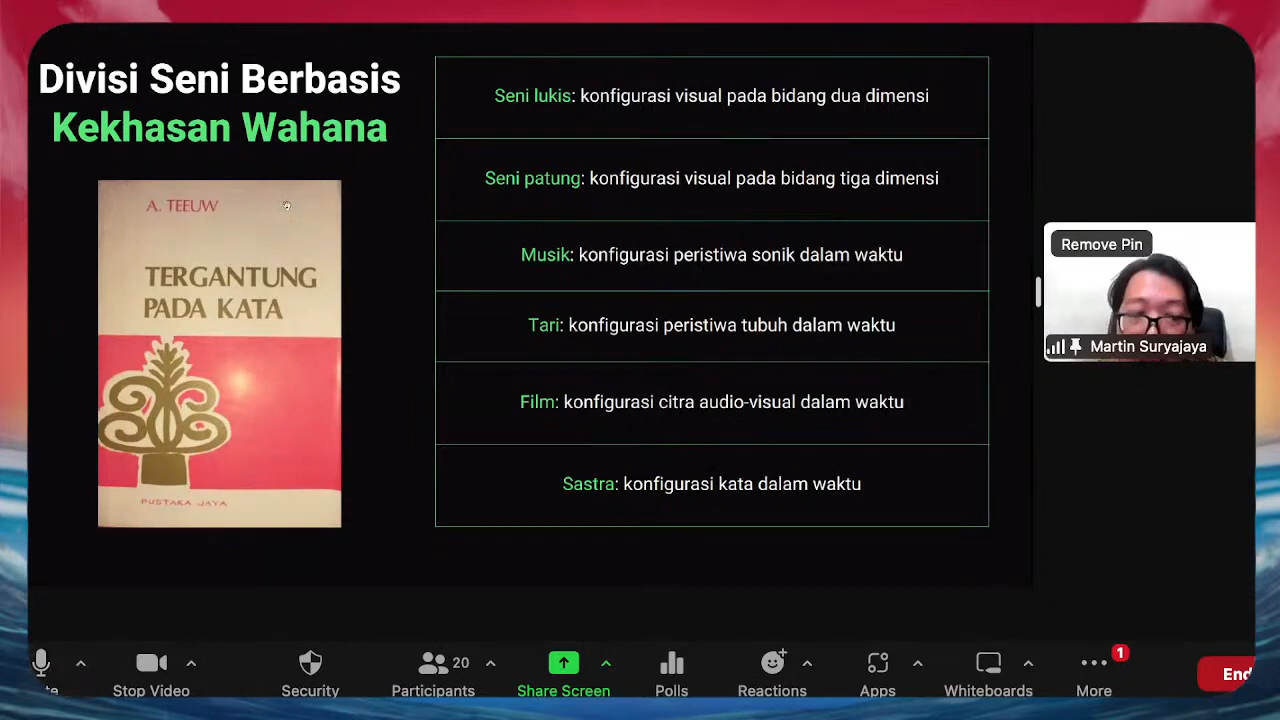 Divisi Seni Berbasis
Kekhasan Wahana
A. TEEUW
TERGANTUNG
PADA KATA
PUSTAKA JAYA
Seni lukis: konfigurasi visual pada bidang dua dimensi
Seni patung: konfigurasi visual pada bidang tiga dimensi
Musik: konfigurasi peristiwa sonik dalam waktu
Tari: konfigurasi peristiwa tubuh dalam waktu
Film: konfigurasi citra audio-visual dalam waktu
Sastra: konfigurasi kata dalam waktu
Remove Pin
Martin Suryajaya
Stop Video
Security
20
Participants
Share Screen
Polls
Reactions
Apps
Whiteboards
1
More
End